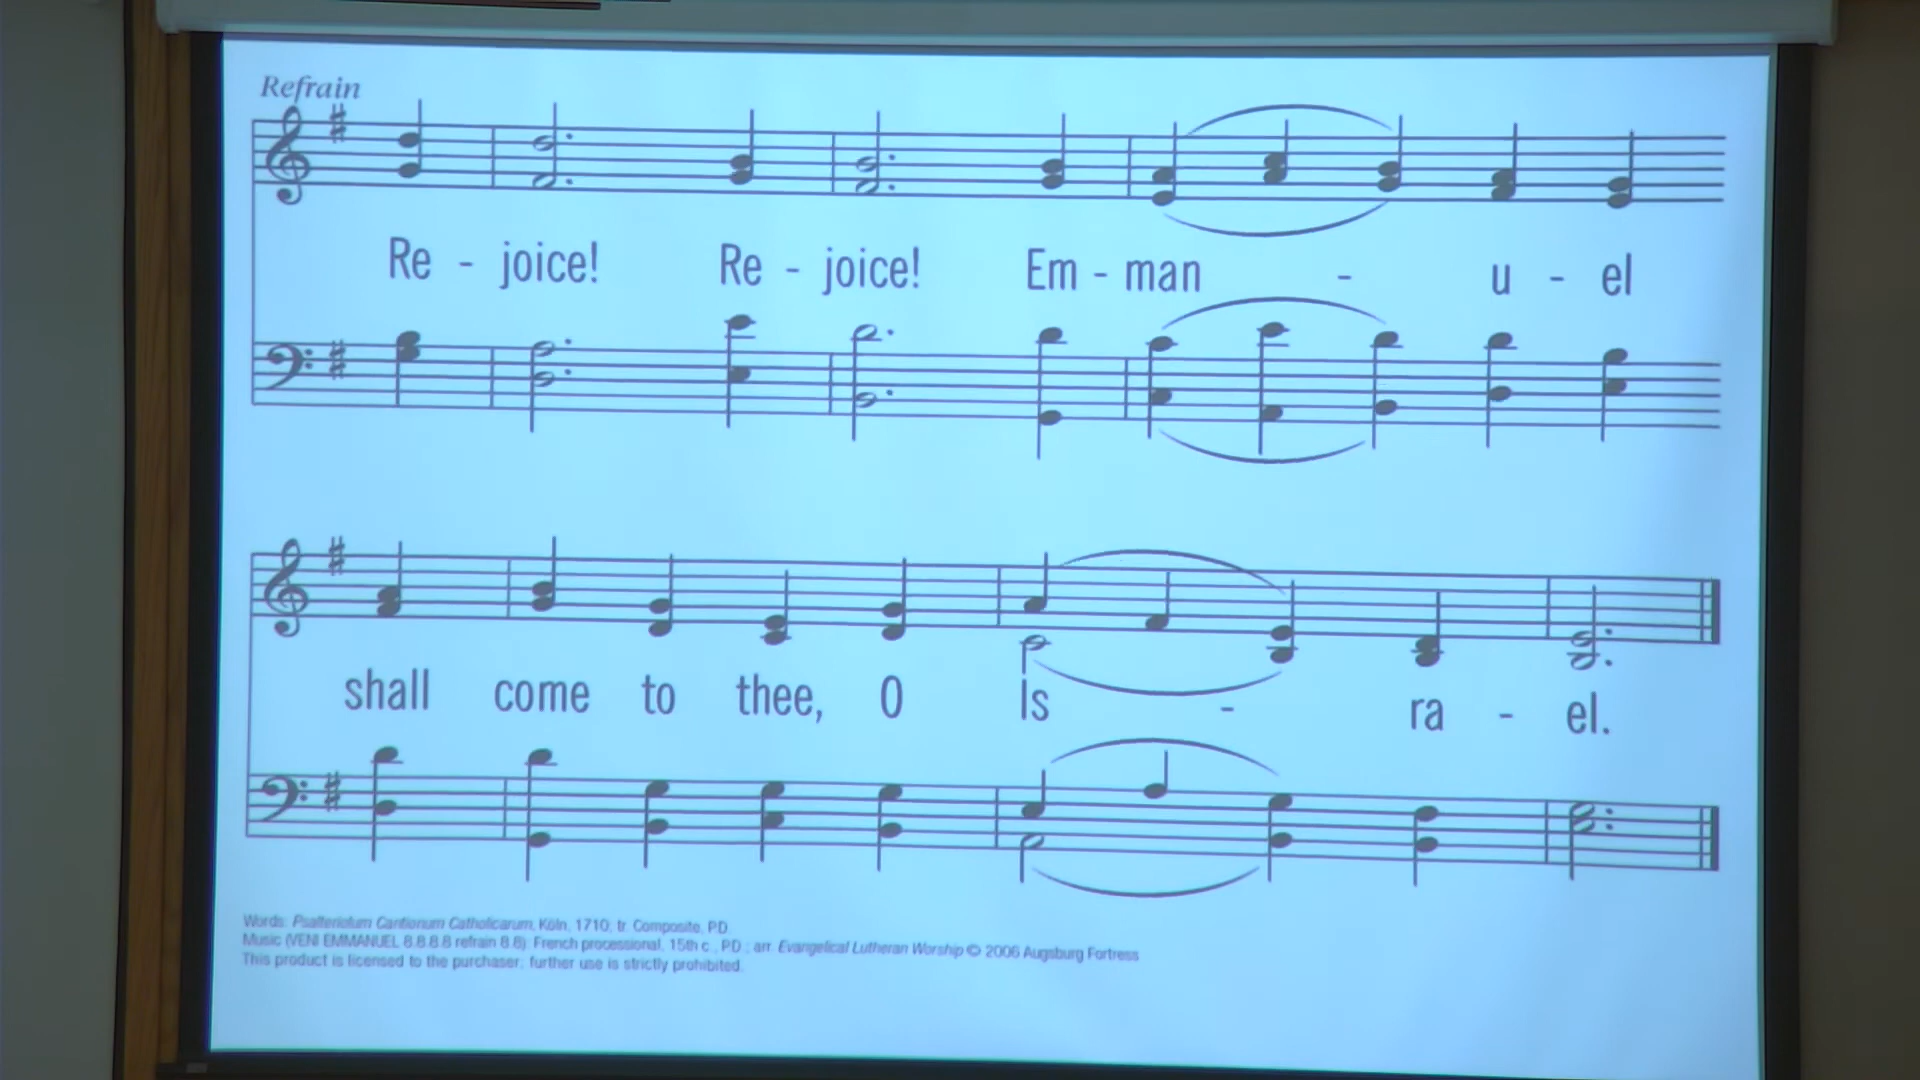 Refrain
Re - joice! Re - joice! Em - man - u - el
shall come to thee, O Is - ra - el.
Words: Psalteriolum Cantionum Catholicarum, Köln, 1710; tr. Composite, P.D.
Music (VENI EMMANUEL 8.8.8.8 refrain 8.8): French processional, 15th c., P.D.; arr. Evangelical Lutheran Worship © 2006 Augsburg Fortress
This product is licensed to the purchaser; further use is strictly prohibited.